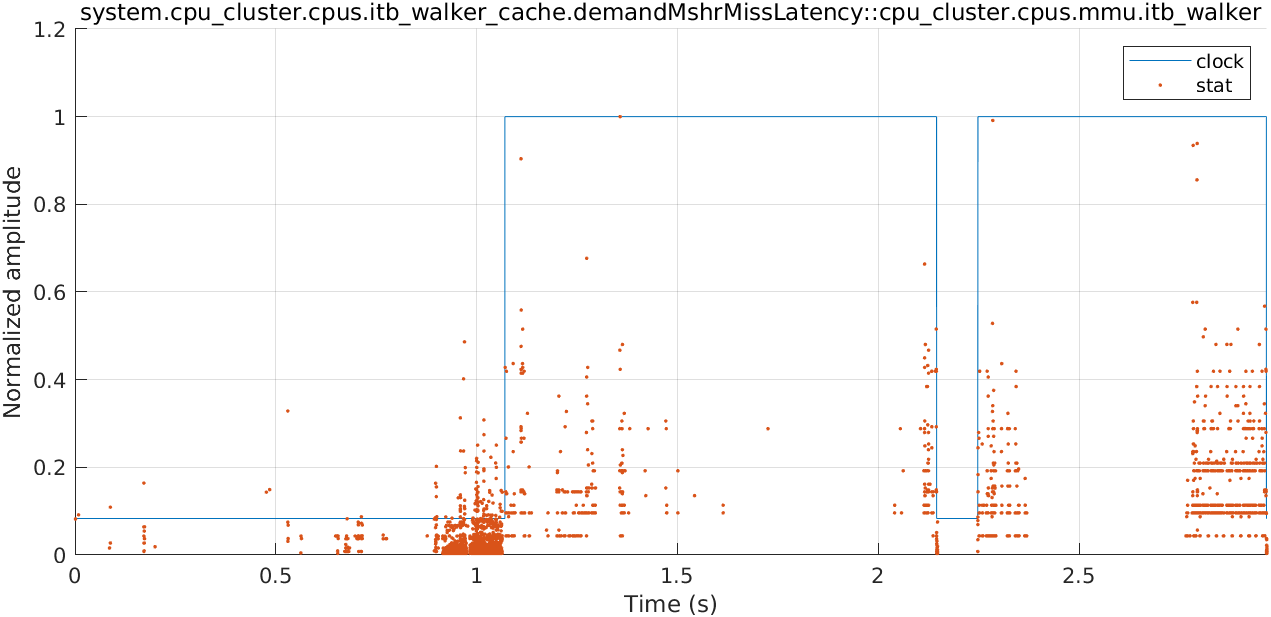 system.cpu_cluster.cpus.itb_walker_cache.demandMshrMissLatency::cpu_cluster.cpus.mmu.itb_walker
1.2
clock
stat
1
0.8
0.6
0.4
0.2
0
Normalized amplitude
0
0.5
1
1.5
2
2.5
Time (s)